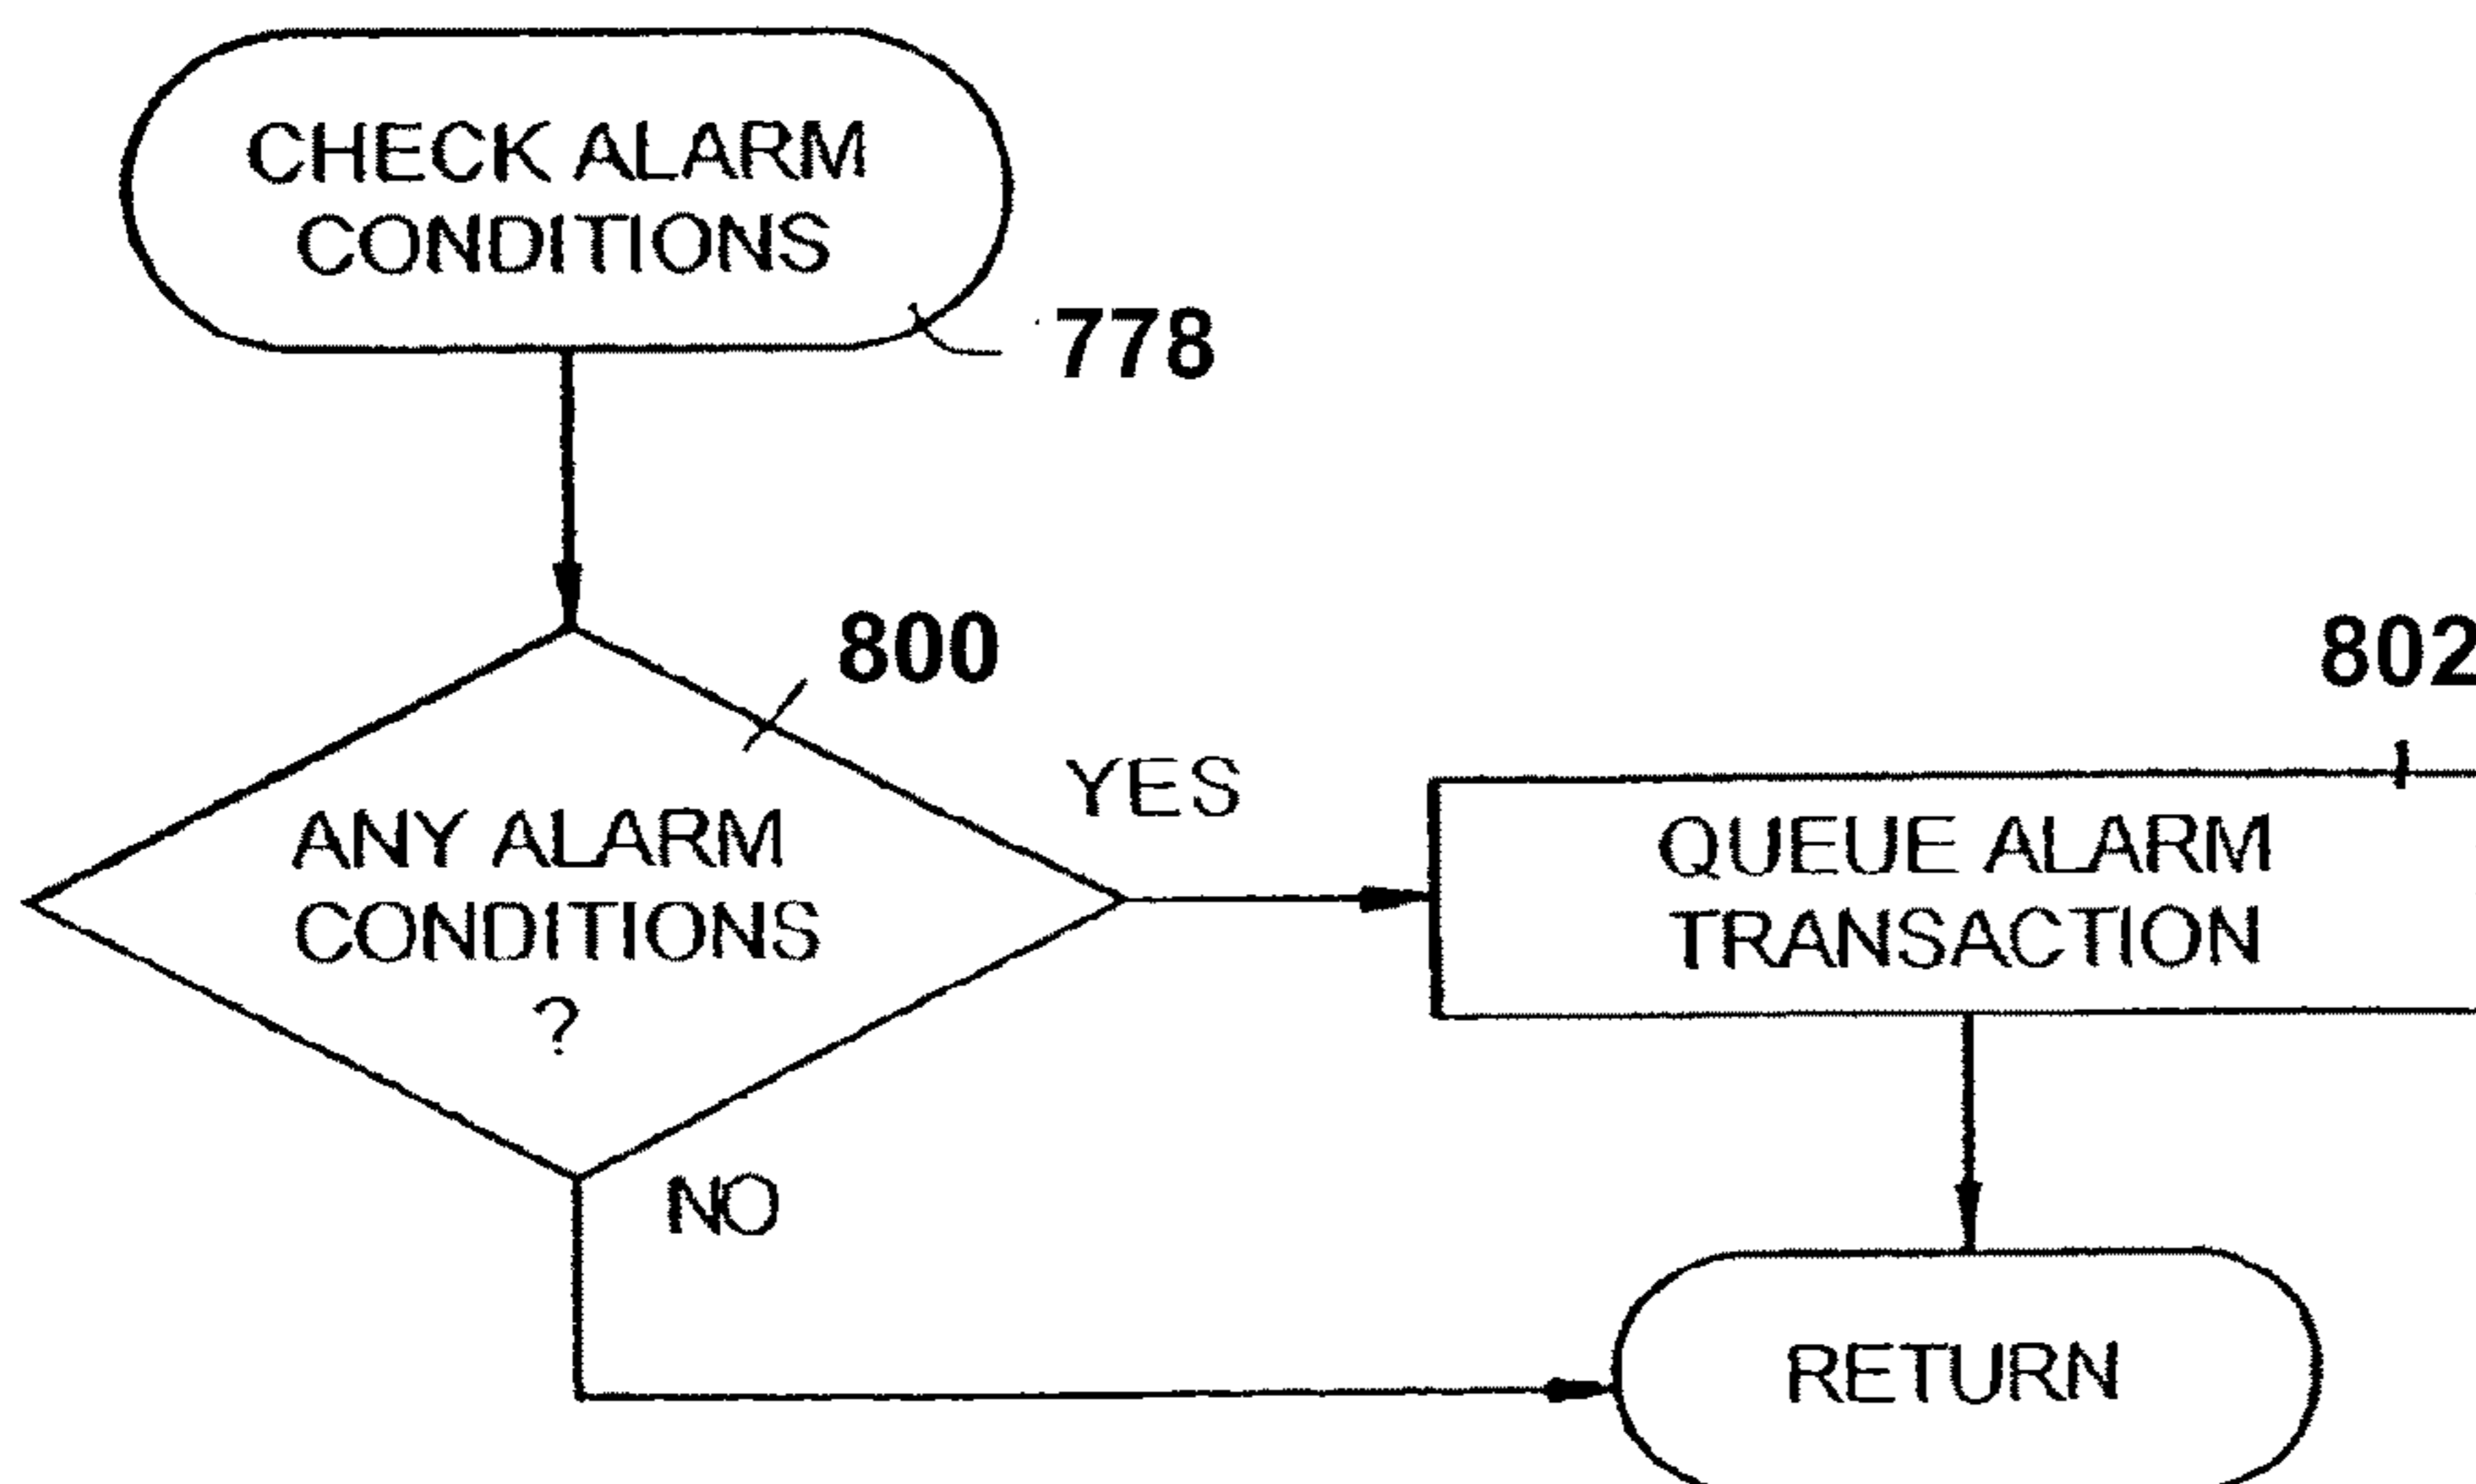 CHECK ALARM
CONDITIONS
778
800
802
YES
ANY ALARM
CONDITIONS
?
QUEUE ALARM
TRANSACTION
NO
RETURN